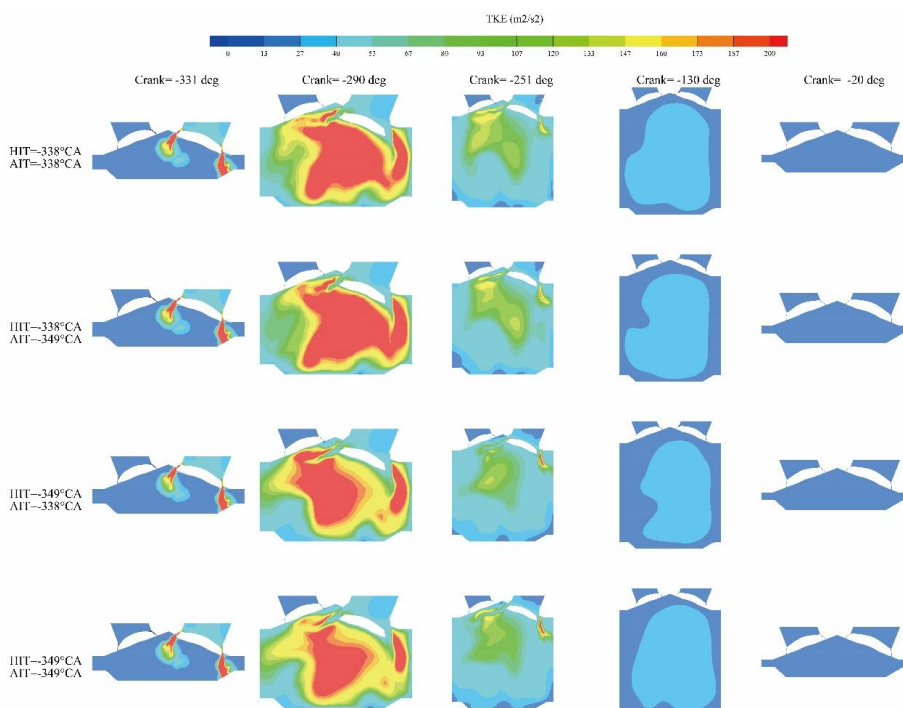 TKE (m2/s2)
0 13 27 40 53 67 80 93 107 120 133 147 160 173 187 200
Crank= -331 deg Crank= -290 deg Crank= -251 deg Crank= -130 deg Crank= -20 deg
HIT=-338°CA
AIT=-338°CA
HIT=-338°CA
AIT=-349°CA
HIT=-349°CA
AIT=-338°CA
HIT=-349°CA
AIT=-349°CA